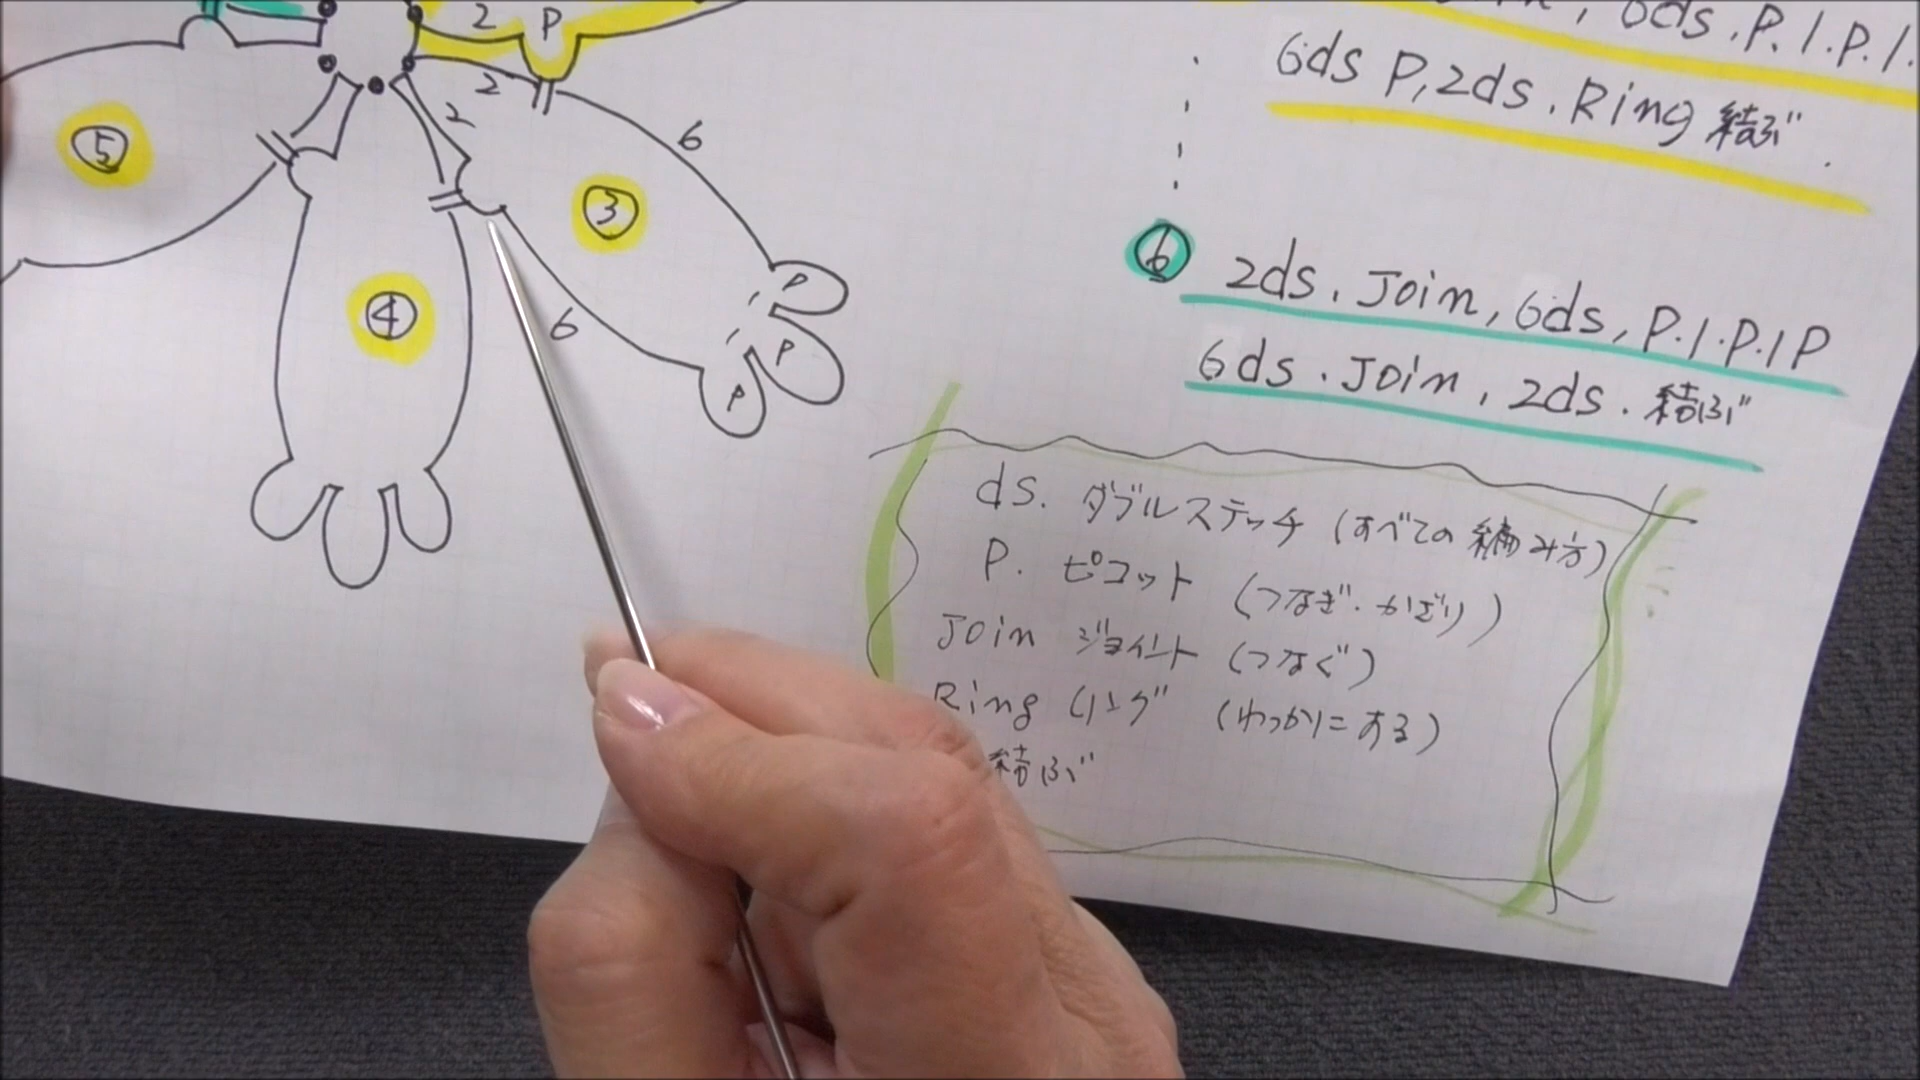 2 P
6ds. P. 1. P. 1.
6ds P, 2ds. Ring 結ぶ.
2
2
6
⑤
③
⑥ 2ds. Join, 6ds, P. 1. P. 1 P
6ds. Join, 2ds. 結ぶ
④
6
P
P
P
ds. ダブルステッチ (すべての編み方)
P. ピコット (つなぎ・かざり)
Join ジョイント (つなぐ)
Ring リング (わっかにする)
結ぶ